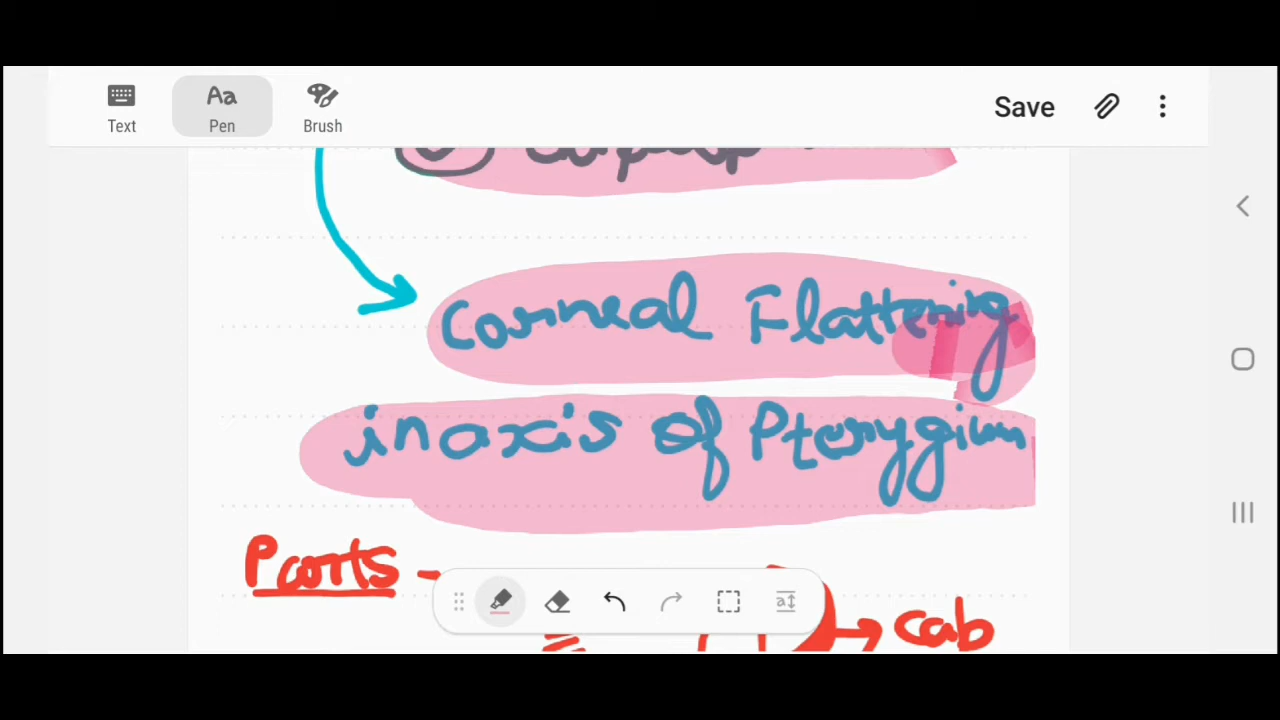 Text
Pen
Brush
Save
Corneal Flattening
in axis of Pterygium
Parts -
cab